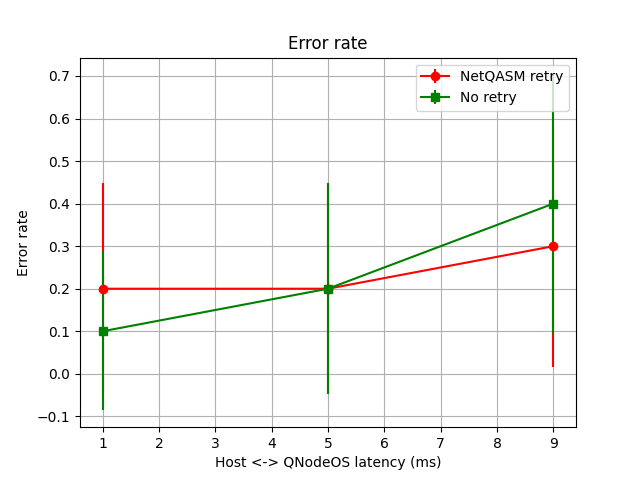 Error rate
NetQASM retry
No retry
0.7
0.6
0.5
0.4
0.3
0.2
0.1
0.0
−0.1
Error rate
1 2 3 4 5 6 7 8 9
Host <-> QNodeOS latency (ms)